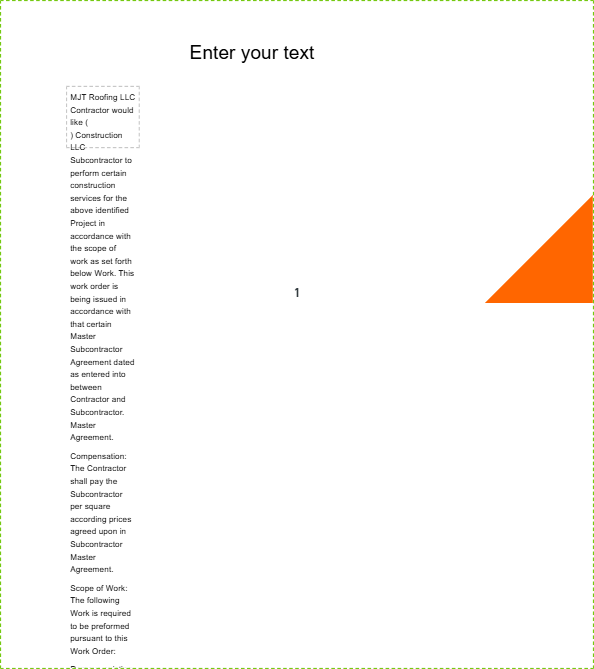 Enter your text
MJT Roofing LLC
Contractor would
like (
) Construction
LLC
Subcontractor to
perform certain
construction
services for the
above identified
Project in
accordance with
the scope of
work as set forth
below Work. This
work order is
being issued in
accordance with
that certain
Master
Subcontractor
Agreement dated
as entered into
between
Contractor and
Subcontractor.
Master
Agreement.
Compensation:
The Contractor
shall pay the
Subcontractor
per square
according prices
agreed upon in
Subcontractor
Master
Agreement.
Scope of Work:
The following
Work is required
to be preformed
pursuant to this
Work Order:
1